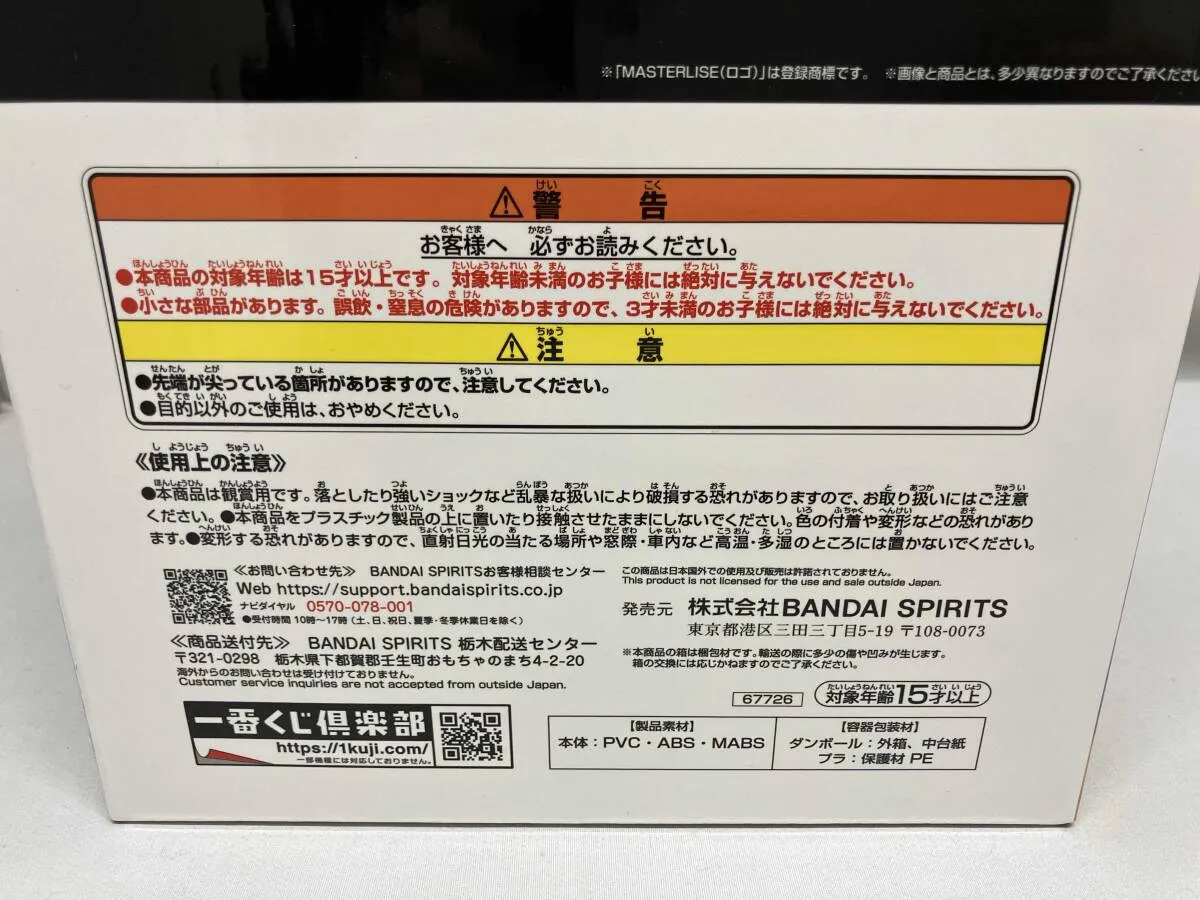 ※「MASTERLISE(ロゴ)」は登録商標です。 ※画像と商品とは、多少異なりますのでご了承ください
⚠警告
お客様へ 必ずお読みください。
●本商品の対象年齢は15才以上です。対象年齢未満のお子様には絶対に与えないでください。
●小さな部品があります。誤飲・窒息の危険がありますので、3才未満のお子様には絶対に与えないでください。
⚠注意
●先端が尖っている箇所がありますので、注意してください。
●目的以外のご使用は、おやめください。
《使用上の注意》
●本商品は観賞用です。落としたり強いショックなど乱暴な扱いにより破損する恐れがありますので、お取り扱いにはご注意
ください。●本商品をプラスチック製品の上に置いたり接触させたままにしないでください。色の付着や変形などの恐れがあり
ます。●変形する恐れがありますので、直射日光の当たる場所や窓際・車内など高温・多湿のところには置かないでください。
《お問い合わせ先》 BANDAI SPIRITSお客様相談センター
Web https://support.bandaispirits.co.jp
ナビダイヤル 0570-078-001
●受付時間 10時〜17時(土、日、祝日、夏季・冬季休業日を除く)
《商品送付先》 BANDAI SPIRITS 栃木配送センター
〒321-0298 栃木県下都賀郡壬生町おもちゃのまち4-2-20
海外からのお問い合わせは受け付けておりません。
Customer service inquiries are not accepted from outside Japan.
この商品は日本国外での使用及び販売は許諾されておりません。
This product is not licensed for the use and sale outside Japan.
発売元 株式会社BANDAI SPIRITS
東京都港区三田三丁目5-19 〒108-0073
※本商品の箱は梱包材です。輸送の際に多少の傷や凹みが生じます。
箱の交換には応じかねますのでご了承ください。
67726
対象年齢15才以上
一番くじ倶楽部
https://1kuji.com/
一部機種には対応しておりません。
【製品素材】
本体：PVC・ABS・MABS
【容器包装材】
ダンボール：外箱、中台紙
プラ：保護材 PE